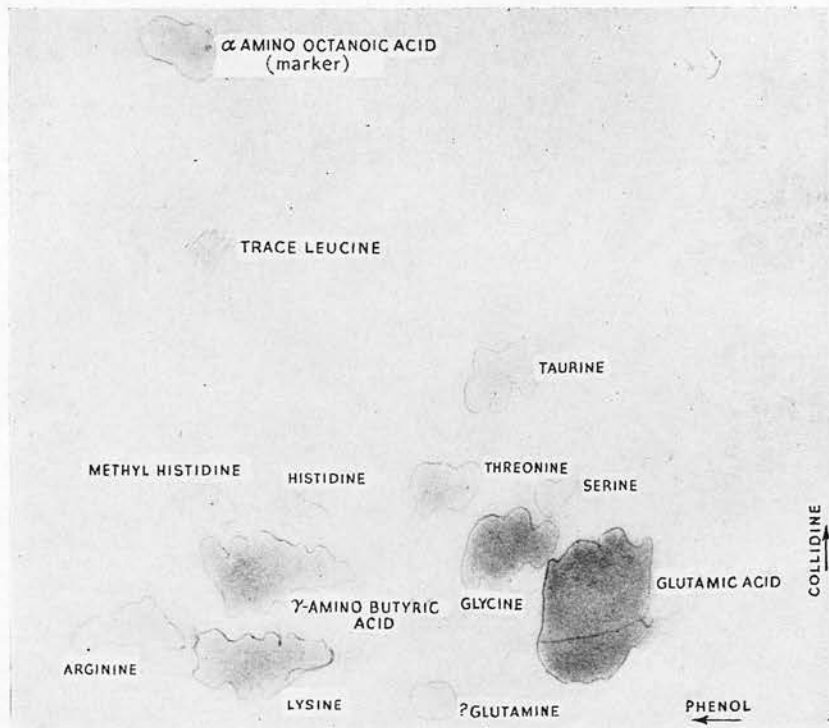 α AMINO OCTANOIC ACID
(marker)
TRACE LEUCINE
TAURINE
METHYL HISTIDINE
HISTIDINE
THREONINE
SERINE
COLLIDINE
GLUTAMIC ACID
GLYCINE
γ-AMINO BUTYRIC
ACID
ARGININE
LYSINE
?GLUTAMINE
PHENOL